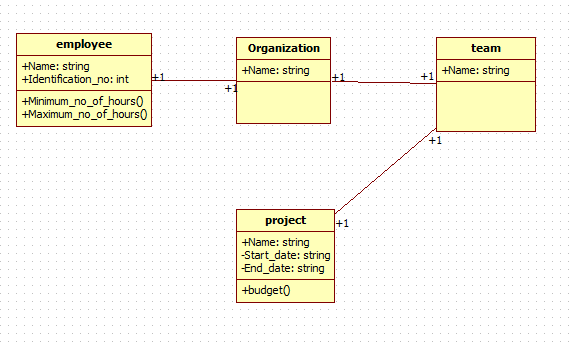 employee
+Name: string
+Identification_no: int
+Minimum_no_of_hours()
+Maximum_no_of_hours()
+1
+1
Organization
+Name: string
+1
+1
team
+Name: string
+1
+1
project
+Name: string
-Start_date: string
-End_date: string
+budget()